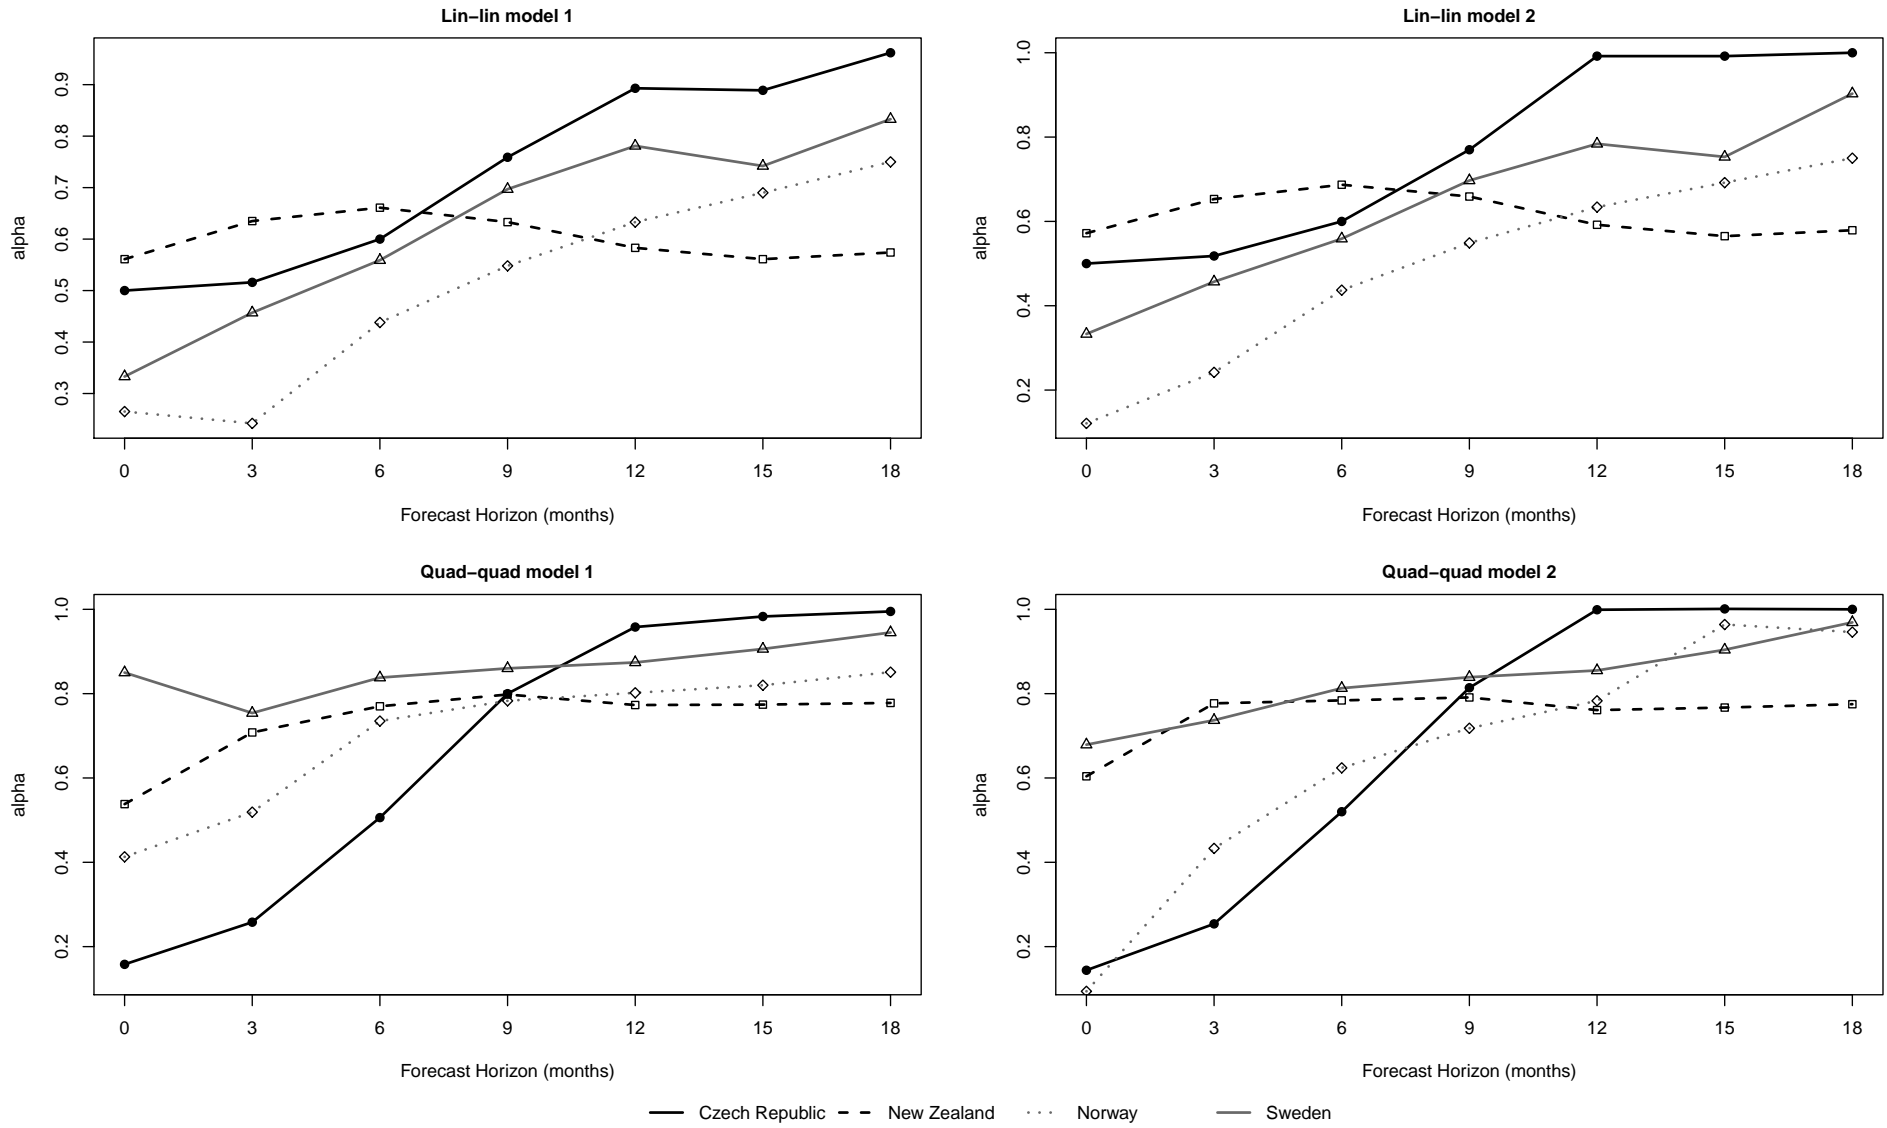 Lin−lin model 1
alpha
0.3 0.4 0.5 0.6 0.7 0.8 0.9
0 3 6 9 12 15 18
Forecast Horizon (months)
Lin−lin model 2
alpha
0.2 0.4 0.6 0.8 1.0
0 3 6 9 12 15 18
Forecast Horizon (months)
Quad−quad model 1
alpha
0.2 0.4 0.6 0.8 1.0
0 3 6 9 12 15 18
Forecast Horizon (months)
Quad−quad model 2
alpha
0.2 0.4 0.6 0.8 1.0
0 3 6 9 12 15 18
Forecast Horizon (months)
Czech Republic New Zealand Norway Sweden